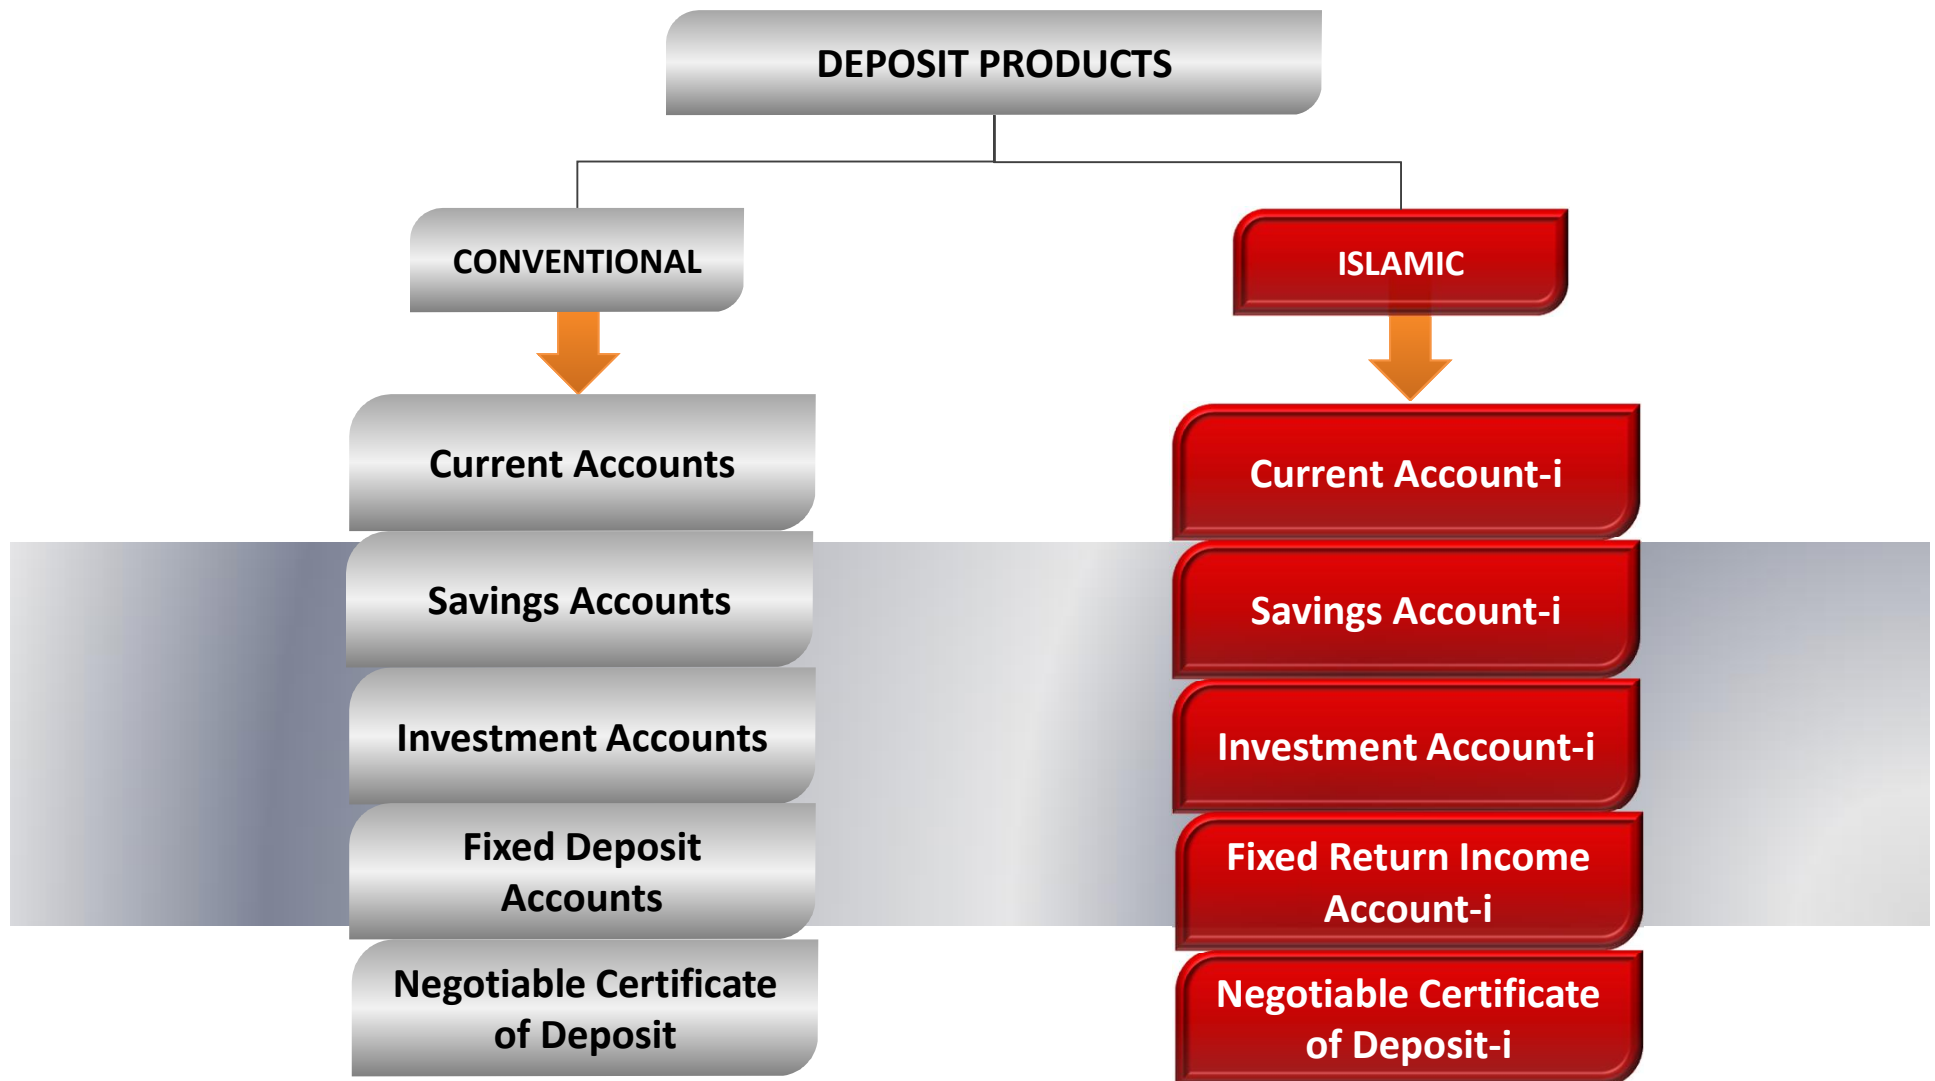 DEPOSIT PRODUCTS
CONVENTIONAL
ISLAMIC
Current Accounts
Savings Accounts
Investment Accounts
Fixed Deposit
Accounts
Negotiable Certificate
of Deposit
Current Account-i
Savings Account-i
Investment Account-i
Fixed Return Income
Account-i
Negotiable Certificate
of Deposit-i